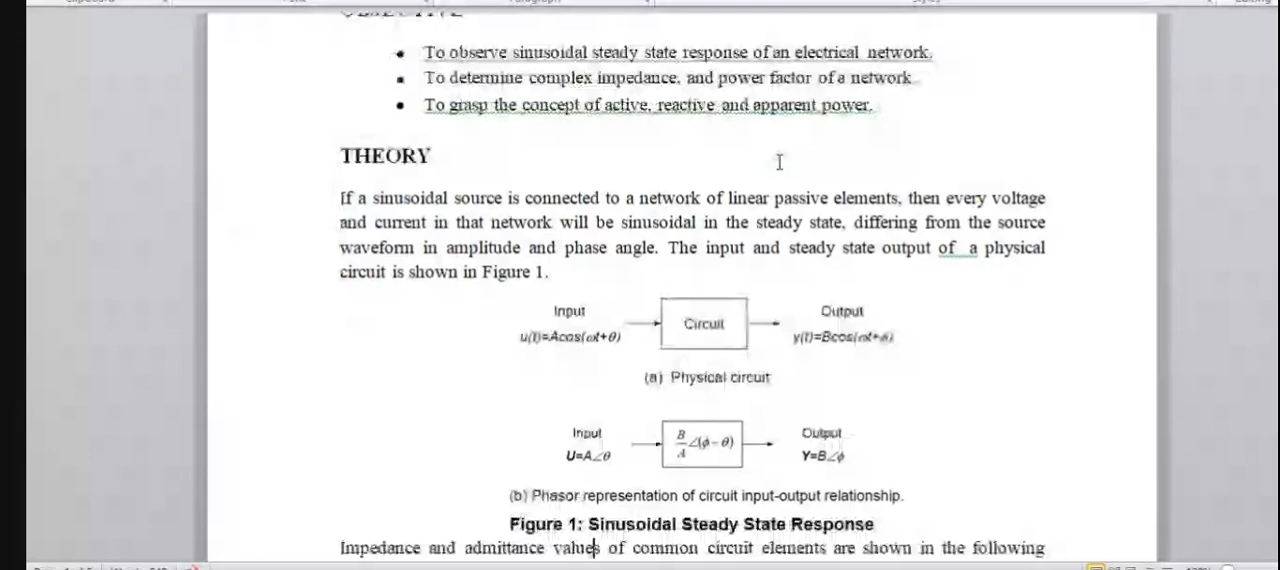 To observe sinusoidal steady state response of an electrical network.
To determine complex impedance, and power factor of a network
To grasp the concept of active, reactive and apparent power.
THEORY
If a sinusoidal source is connected to a network of linear passive elements, then every voltage
and current in that network will be sinusoidal in the steady state, differing from the source
waveform in amplitude and phase angle. The input and steady state output of a physical
circuit is shown in Figure 1.
Input
Circuit
Output
u(t)=Acos(ωt+θ)
y(t)=Bcos(ωt+φ)
(a) Physical circuit
Input
B/A∠(φ−θ)
Output
U=A∠θ
Y=B∠φ
(b) Phasor representation of circuit input-output relationship.
Figure 1: Sinusoidal Steady State Response
Impedance and admittance values of common circuit elements are shown in the following